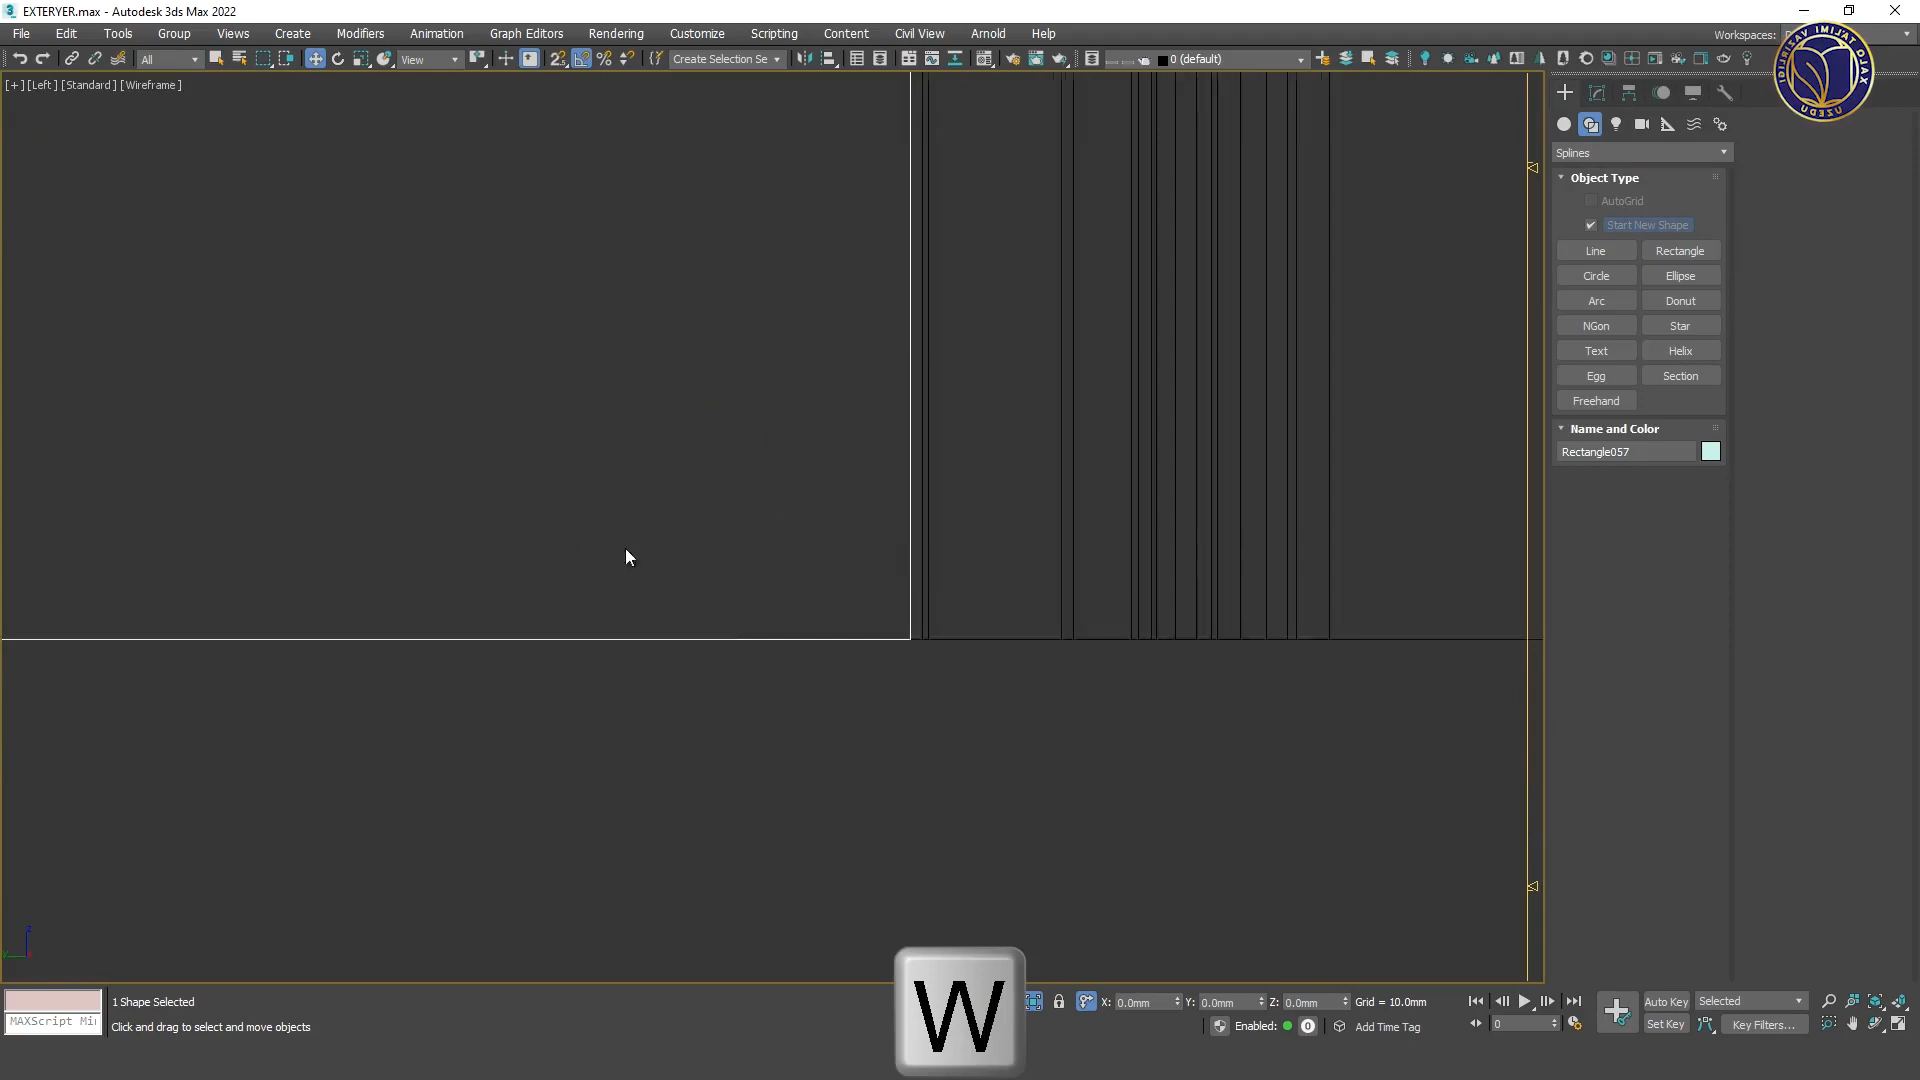 EXTERYER.max - Autodesk 3ds Max 2022
File Edit Tools Group Views Create Modifiers Animation Graph Editors Rendering Customize Scripting Content Civil View Arnold Help
Workspaces:
All
View
Create Selection Se
0 (default)
[+] [Left] [Standard] [Wireframe]
Splines
Object Type
AutoGrid
Start New Shape
Line Rectangle
Circle Ellipse
Arc Donut
NGon Star
Text Helix
Egg Section
Freehand
Name and Color
Rectangle057
z
W
1 Shape Selected
Click and drag to select and move objects
MAXScript Mi
X: 0.0mm Y: 0.0mm Z: 0.0mm Grid = 10.0mm
Enabled: 0 Add Time Tag
Auto Key Selected
0
Set Key Key Filters...